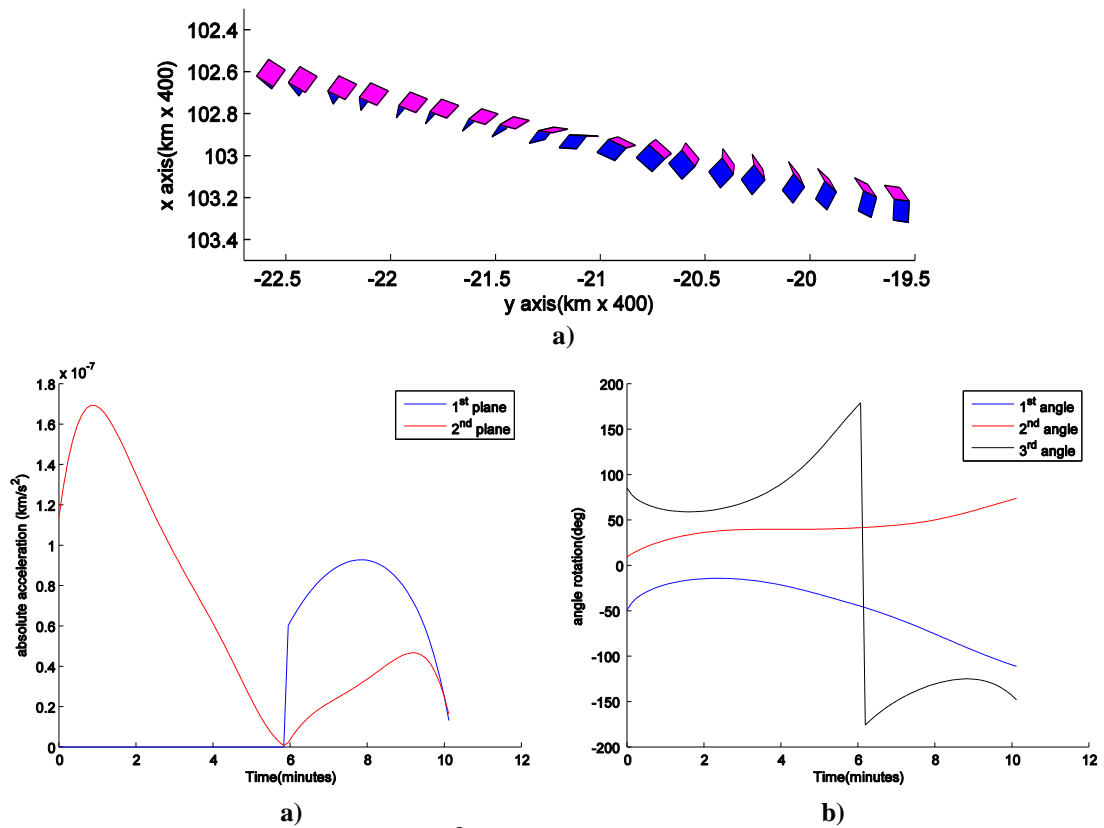 102.4
102.6
102.8
103
103.2
103.4
x axis(km x 400)
-22.5 -22 -21.5 -21 -20.5 -20 -19.5
y axis(km x 400)
a)
x 10-7
1.8
1.6
1.4
1.2
1
0.8
0.6
0.4
0.2
0
absolute acceleration (km/s2)
1st plane
2nd plane
0 2 4 6 8 10 12
Time(minutes)
a)
200
150
100
50
0
-50
-100
-150
-200
angle rotation(deg)
1st angle
2nd angle
3rd angle
0 2 4 6 8 10 12
Time(minutes)
b)